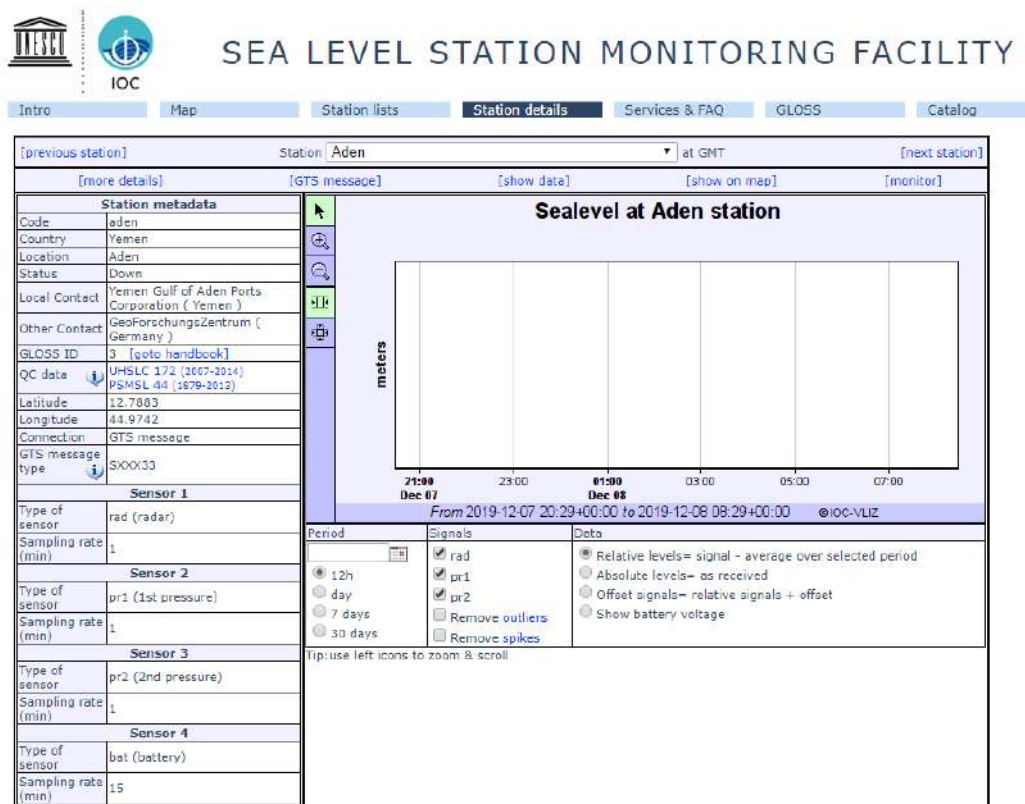 UNESCO
IOC
SEA LEVEL STATION MONITORING FACILITY
Intro Map Station lists Station details Services & FAQ GLOSS Catalog
[previous station] Station Aden at GMT [next station]
[more details] [GTS message] [show data] [show on map] [monitor]
Station metadata
Code aden
Country Yemen
Location Aden
Status Down
Local Contact Yemen Gulf of Aden Ports Corporation ( Yemen )
Other Contact GeoForschungsZentrum ( Germany )
GLOSS ID 3 [goto handbook]
QC data UHSLC 172 (2007-2014)
PSMSL 44 (1879-2013)
Latitude 12.7883
Longitude 44.9742
Connection GTS message
GTS message type SXXX33
Sensor 1
Type of sensor rad (radar)
Sampling rate (min) 1
Sensor 2
Type of sensor pr1 (1st pressure)
Sampling rate (min) 1
Sensor 3
Type of sensor pr2 (2nd pressure)
Sampling rate (min) 1
Sensor 4
Type of sensor bat (battery)
Sampling rate (min) 15
Sealevel at Aden station
meters
21:00 23:00 01:00 03:00 05:00 07:00
Dec 07 Dec 08
From 2019-12-07 20:29+00:00 to 2019-12-08 08:29+00:00 @IOC-VLIZ
Period Signals Data
12h
day
7 days
30 days
rad
pr1
pr2
Remove outliers
Remove spikes
Relative levels= signal - average over selected period
Absolute levels= as received
Offset signals= relative signals + offset
Show battery voltage
Tip:use left icons to zoom & scroll